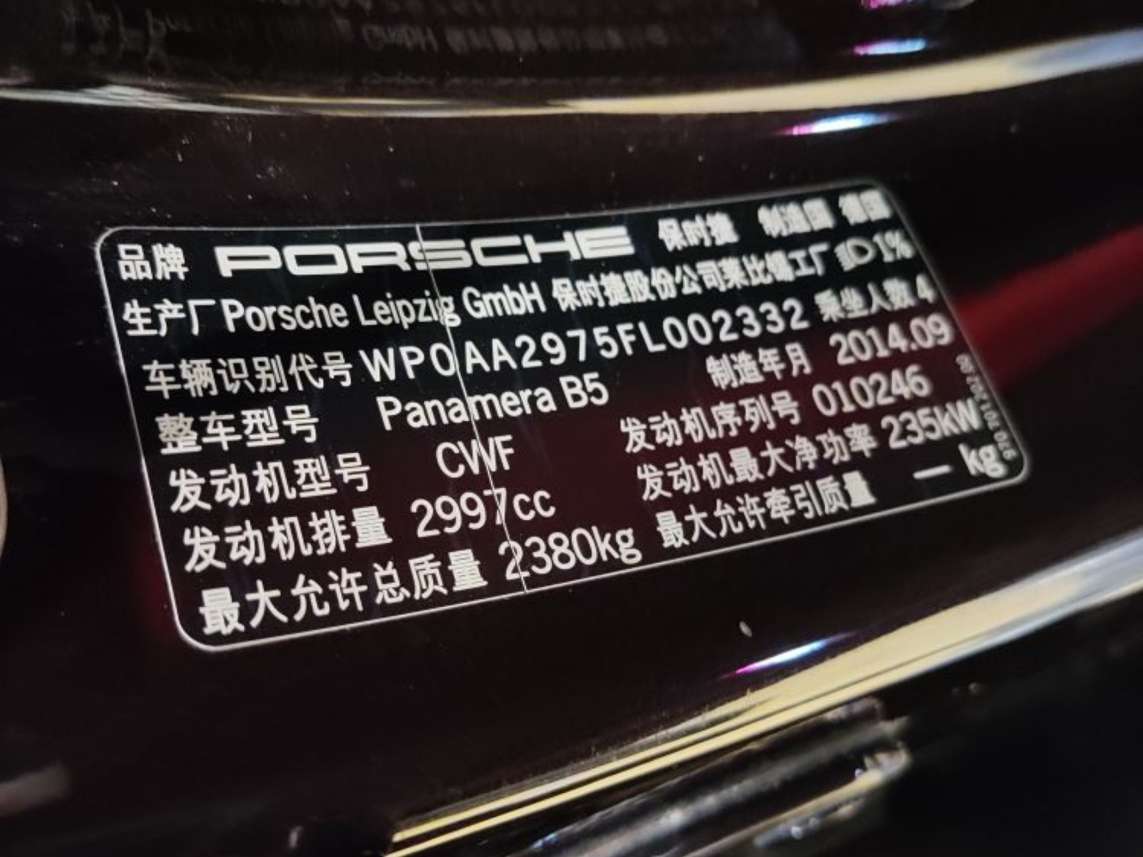 品牌 PORSCHE 保时捷 制造国 德国
生产厂 Porsche Leipzig GmbH 保时捷股份公司莱比锡工厂 1%
车辆识别代号 WP0AA2975FL002332 乘坐人数 4
整车型号 Panamera B5 制造年月 2014.09
发动机型号 CWF 发动机序列号 010246
发动机排量 2997cc 发动机最大净功率 235kW
最大允许总质量 2380kg 最大允许牵引质量 — kg